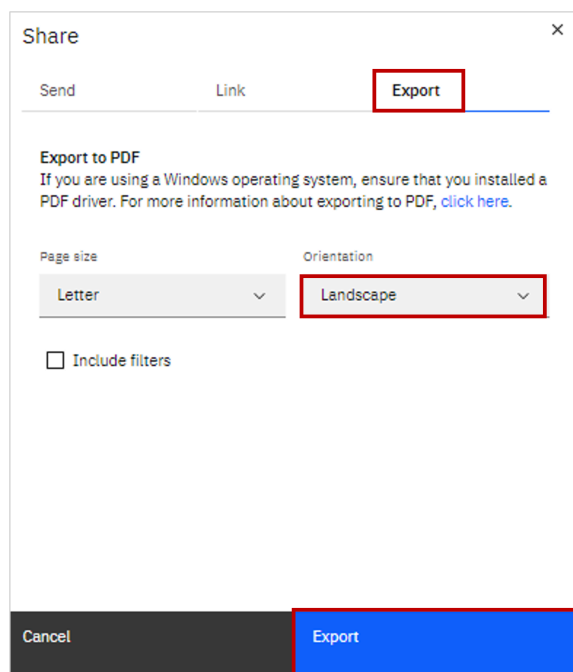 Share
Send Link Export
Export to PDF
If you are using a Windows operating system, ensure that you installed a
PDF driver. For more information about exporting to PDF, click here.
Page size Orientation
Letter Landscape
Include filters
Cancel Export